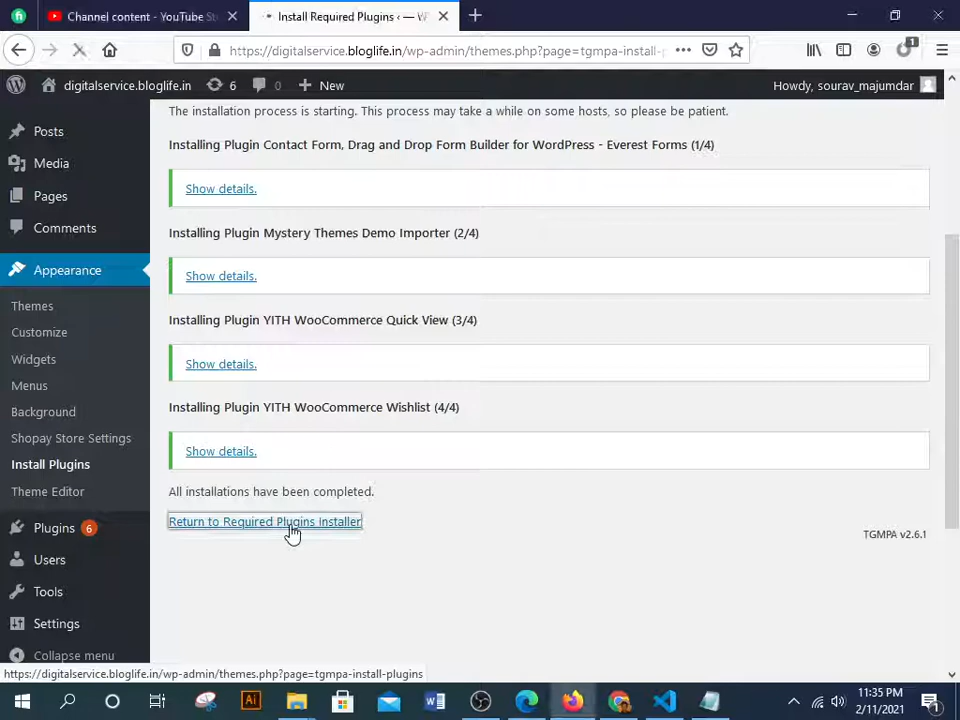 Channel content - YouTube St
Install Required Plugins ‹ — W
https://digitalservice.bloglife.in/wp-admin/themes.php?page=tgmpa-install-p
1
digitalservice.bloglife.in
6
0
New
Howdy, sourav_majumdar
Posts
Media
Pages
Comments
Appearance
Themes
Customize
Widgets
Menus
Background
Shopay Store Settings
Install Plugins
Theme Editor
Plugins 6
Users
Tools
Settings
Collapse menu
The installation process is starting. This process may take a while on some hosts, so please be patient.
Installing Plugin Contact Form, Drag and Drop Form Builder for WordPress - Everest Forms (1/4)
Show details.
Installing Plugin Mystery Themes Demo Importer (2/4)
Show details.
Installing Plugin YITH WooCommerce Quick View (3/4)
Show details.
Installing Plugin YITH WooCommerce Wishlist (4/4)
Show details.
All installations have been completed.
Return to Required Plugins Installer
TGMPA v2.6.1
https://digitalservice.bloglife.in/wp-admin/themes.php?page=tgmpa-install-plugins
Ai
11:35 PM
2/11/2021
1